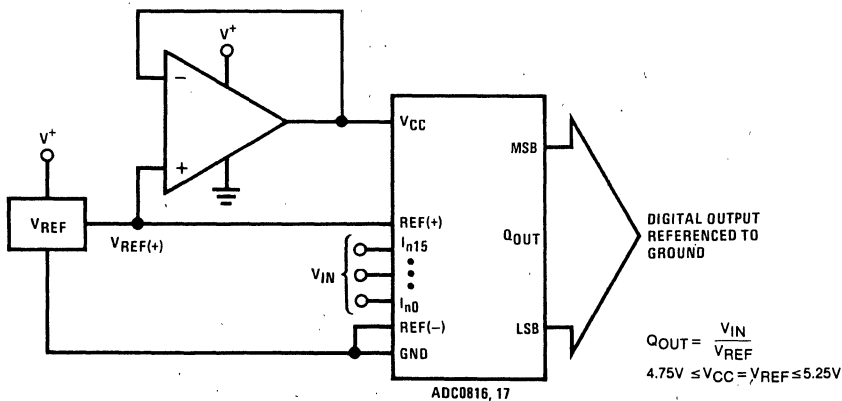 V+
−
V+
+
VREF
VREF(+)
VCC
REF(+)
In15
VIN
In0
REF(-)
GND
MSB
QOUT
LSB
ADC0816, 17
DIGITAL OUTPUT
REFERENCED TO
GROUND
QOUT = VIN / VREF
4.75V ≤ VCC = VREF ≤ 5.25V